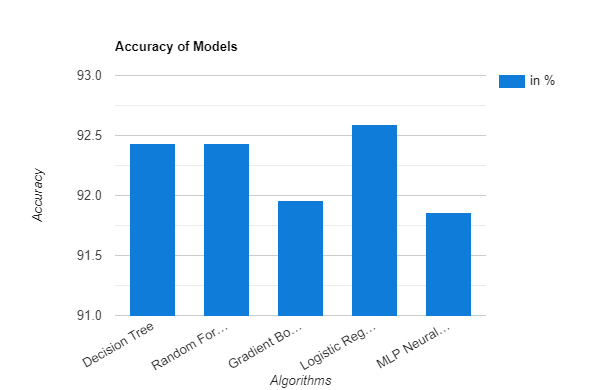 Accuracy of Models
93.0
92.5
92.0
91.5
91.0
Accuracy
in %
Decision Tree
Random For…
Gradient Bo…
Logistic Reg…
MLP Neural…
Algorithms